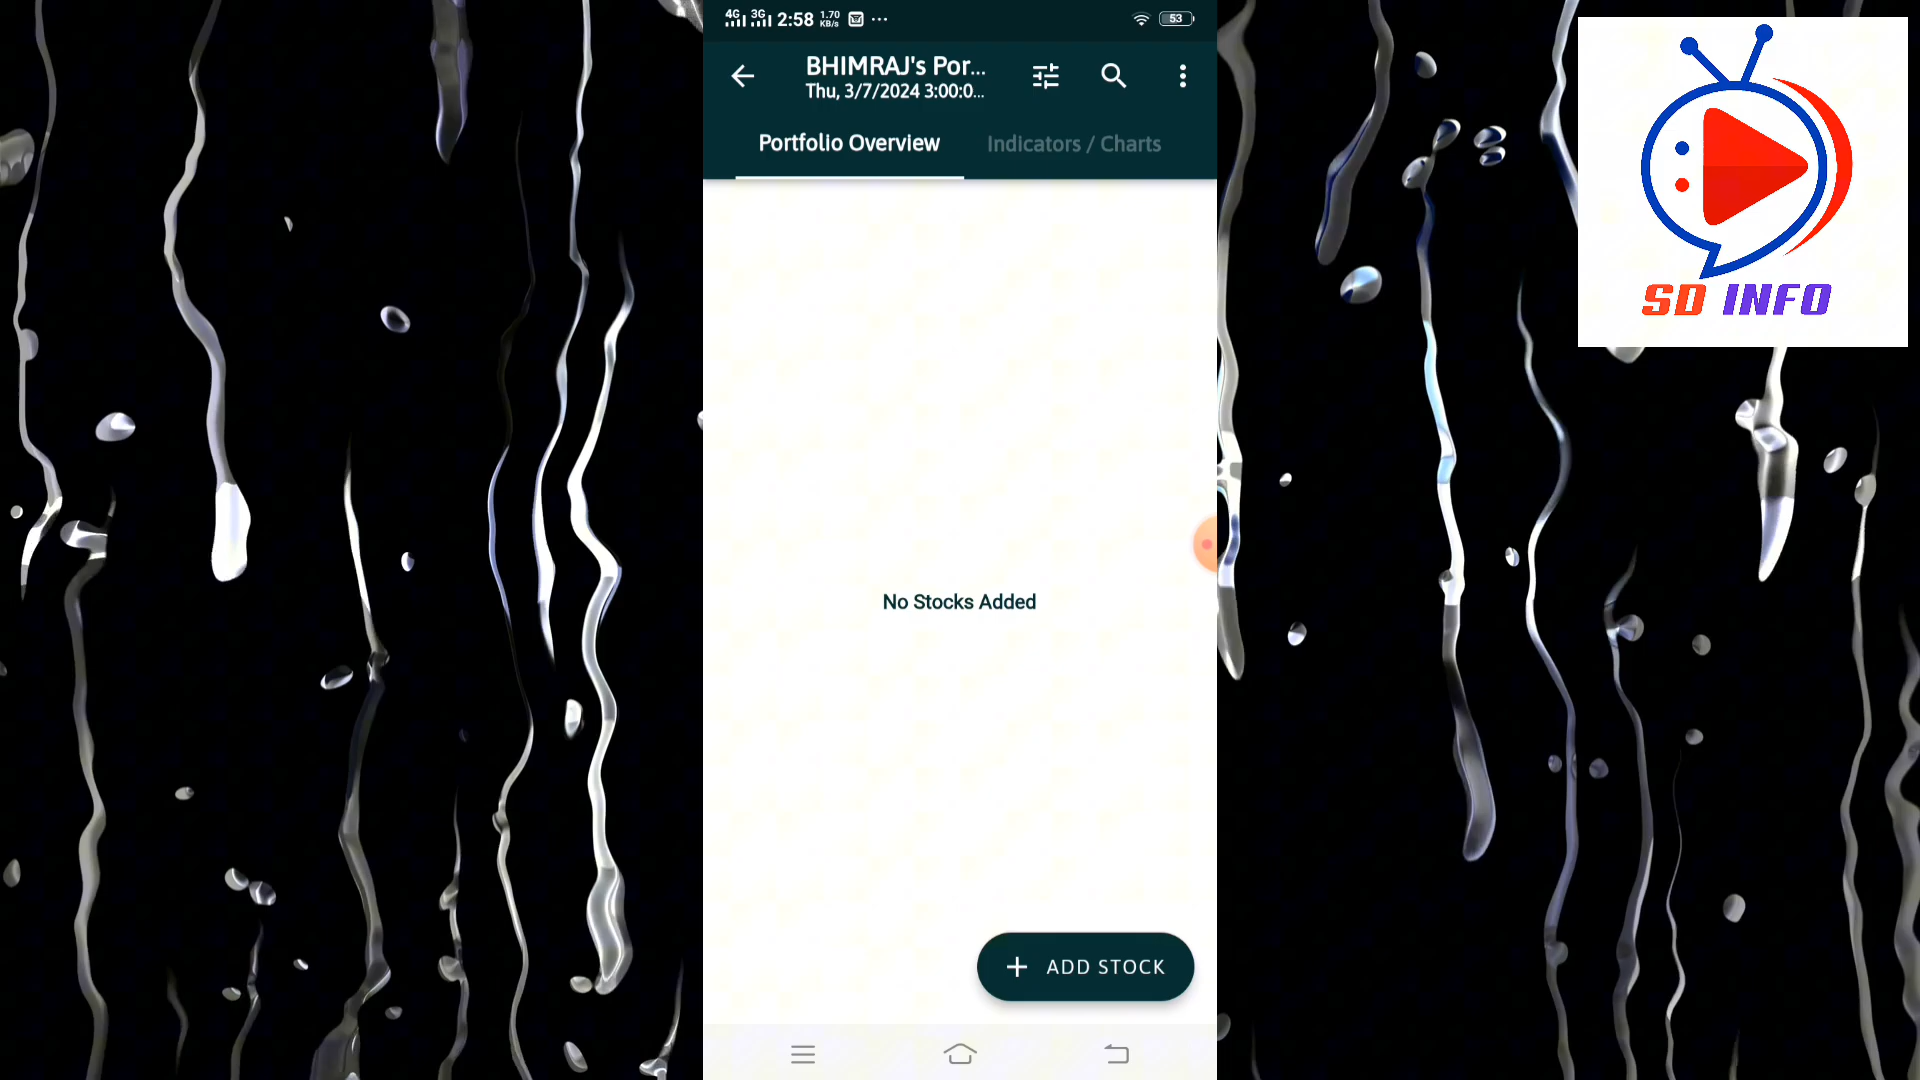 4G 3G 2:58 1.70 KB/s ... 53
BHIMRAJ's Por...
Thu, 3/7/2024 3:00:0...
Portfolio Overview
Indicators / Charts
SD INFO
No Stocks Added
+ ADD STOCK